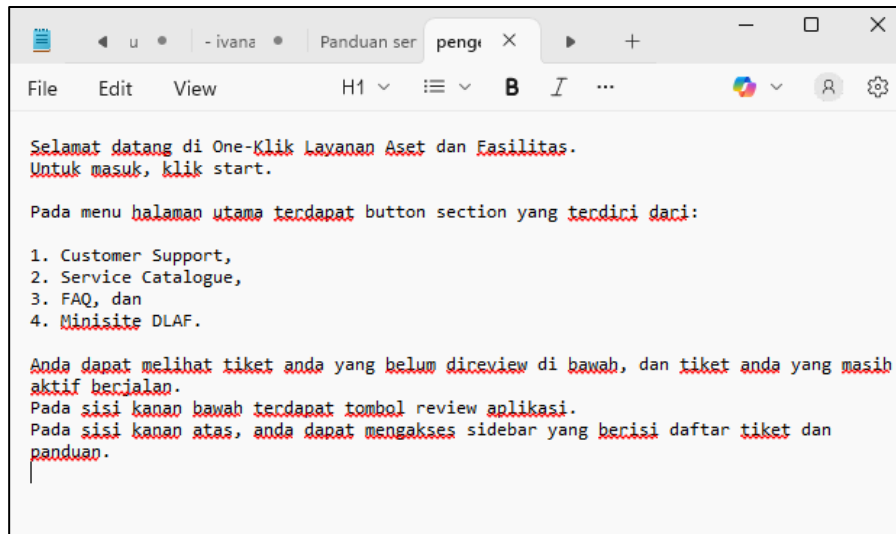 u - ivana Panduan ser penge
File Edit View H1 B I ...
Selamat datang di One-Klik Layanan Aset dan Fasilitas.
Untuk masuk, klik start.
Pada menu halaman utama terdapat button section yang terdiri dari:
1. Customer Support,
2. Service Catalogue,
3. FAQ, dan
4. Minisite DLAF.
Anda dapat melihat tiket anda yang belum direview di bawah, dan tiket anda yang masih
aktif berjalan.
Pada sisi kanan bawah terdapat tombol review aplikasi.
Pada sisi kanan atas, anda dapat mengakses sidebar yang berisi daftar tiket dan
panduan.